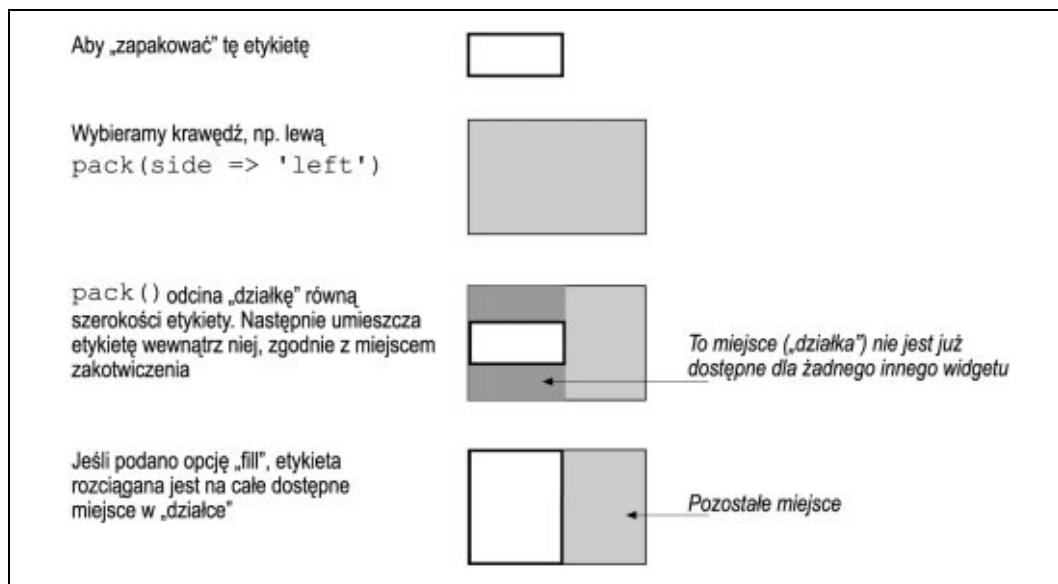 Aby „zapakować” tę etykietę
Wybieramy krawędź, np. lewą
pack(side => 'left')
pack() odcina „działkę” równą
szerokości etykiety. Następnie umieszcza
etykietę wewnątrz niej, zgodnie z miejscem
zakotwiczenia
To miejsce („działka”) nie jest już
dostępne dla żadnego innego widgetu
Jeśli podano opcję „fill”, etykieta
rozciągana jest na całe dostępne
miejsce w „działce”
Pozostałe miejsce